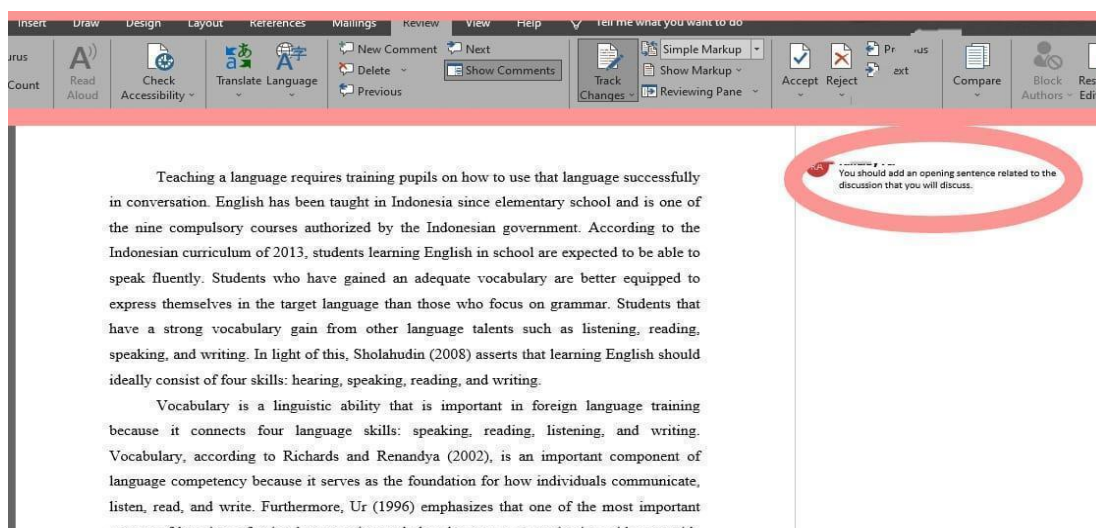 Insert Draw Design Layout References Mailings Review View Help Tell me what you want to do
Count
Read Aloud
Check Accessibility
Translate Language
New Comment Next
Delete Show Comments
Previous
Track Changes
Simple Markup
Show Markup
Reviewing Pane
Accept Reject
Compare
Block Authors
Teaching a language requires training pupils on how to use that language successfully
in conversation. English has been taught in Indonesia since elementary school and is one of
the nine compulsory courses authorized by the Indonesian government. According to the
Indonesian curriculum of 2013, students learning English in school are expected to be able to
speak fluently. Students who have gained an adequate vocabulary are better equipped to
express themselves in the target language than those who focus on grammar. Students that
have a strong vocabulary gain from other language talents such as listening, reading,
speaking, and writing. In light of this, Sholahudin (2008) asserts that learning English should
ideally consist of four skills: hearing, speaking, reading, and writing.
Vocabulary is a linguistic ability that is important in foreign language training
because it connects four language skills: speaking, reading, listening, and writing.
Vocabulary, according to Richards and Renandya (2002), is an important component of
language competency because it serves as the foundation for how individuals communicate,
listen, read, and write. Furthermore, Ur (1996) emphasizes that one of the most important
You should add an opening sentence related to the
discussion that you will discuss.